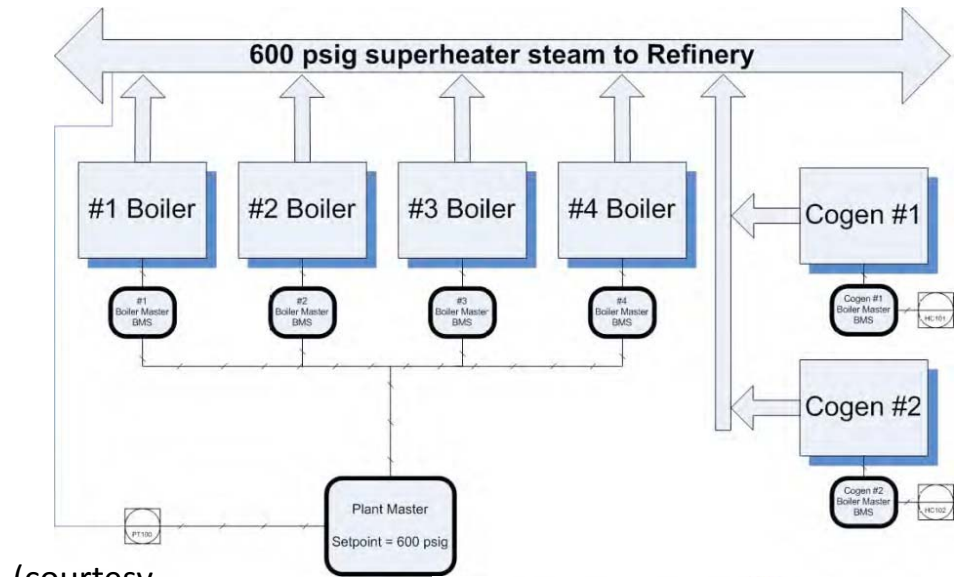 600 psig superheater steam to Refinery
#1 Boiler
#2 Boiler
#3 Boiler
#4 Boiler
Cogen #1
#1
Boiler Master
BMS
#2
Boiler Master
BMS
#3
Boiler Master
BMS
#4
Boiler Master
BMS
Cogen #1
Boiler Master
BMS
HC101
Cogen #2
Cogen #2
Boiler Master
BMS
HC102
Plant Master
Setpoint = 600 psig
PT100
(courtesy